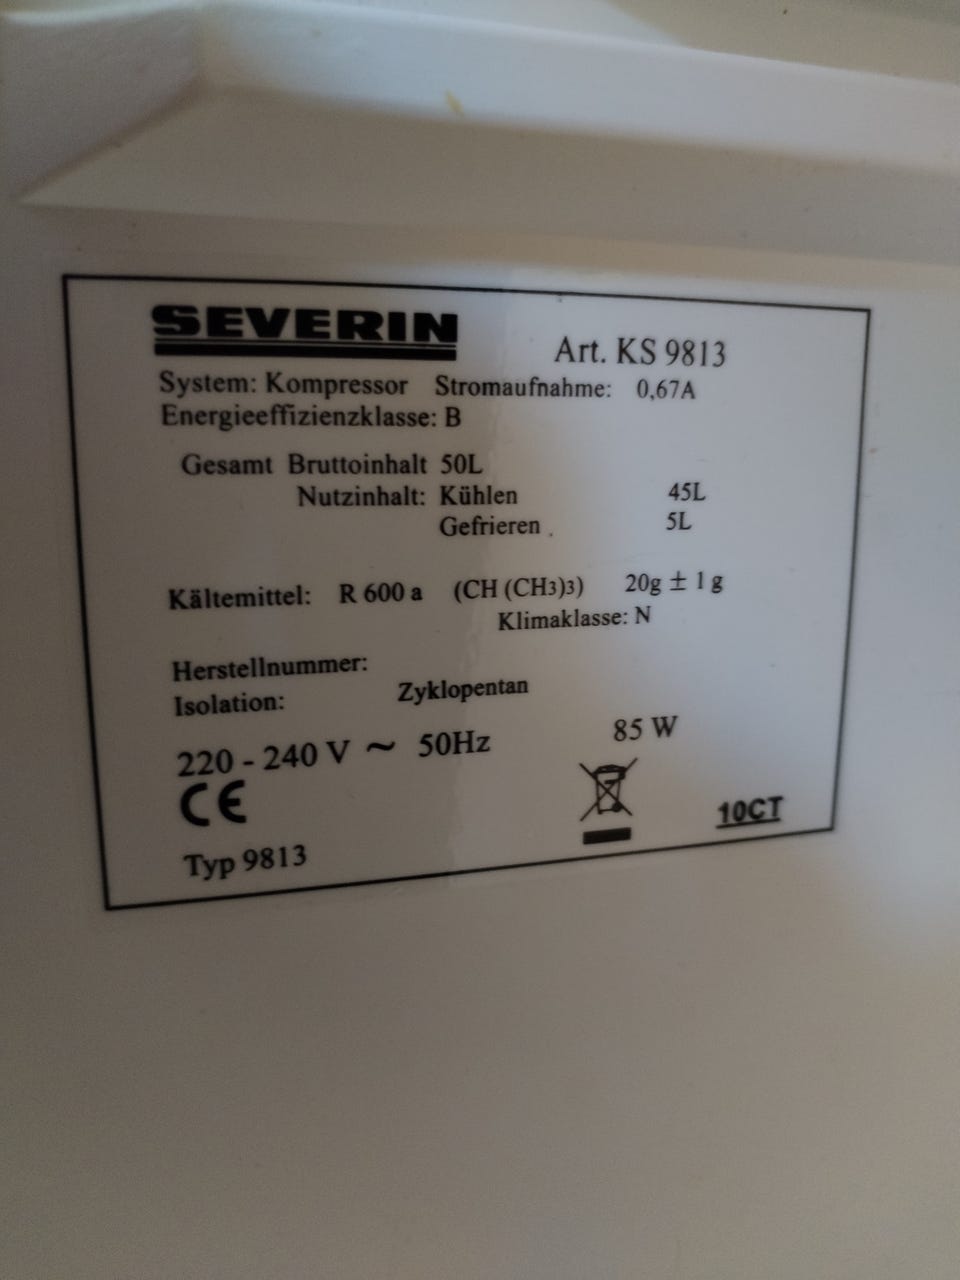 SEVERIN
Art. KS 9813
System: Kompressor Stromaufnahme: 0,67A
Energieeffizienzklasse: B
Gesamt Bruttoinhalt 50L
Nutzinhalt: Kühlen 45L
Gefrieren 5L
Kältemittel: R 600 a (CH (CH3)3) 20g ± 1 g
Klimaklasse: N
Herstellnummer:
Isolation: Zyklopentan
220 - 240 V ~ 50Hz 85 W
CE
10CT
Typ 9813